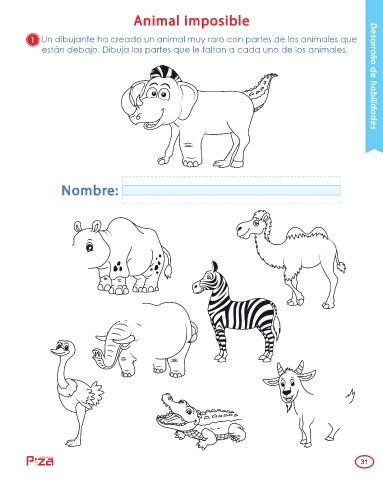 Animal imposible
1 Un dibujante ha creado un animal muy raro con partes de los animales que
están debajo. Dibuja las partes que le faltan a cada uno de los animales.
Desarrollo de habilidades
Nombre:
Piza
31